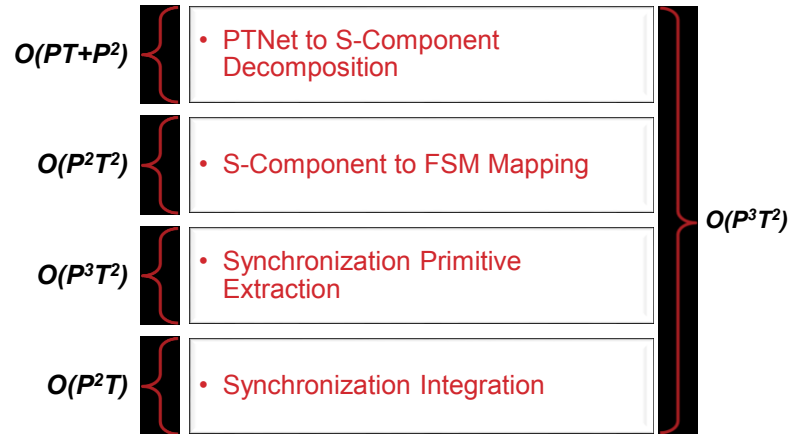 O(PT+P²)
• PTNet to S-Component
Decomposition
O(P²T²)
• S-Component to FSM Mapping
O(P³T²)
O(P³T²)
• Synchronization Primitive
Extraction
O(P²T)
• Synchronization Integration